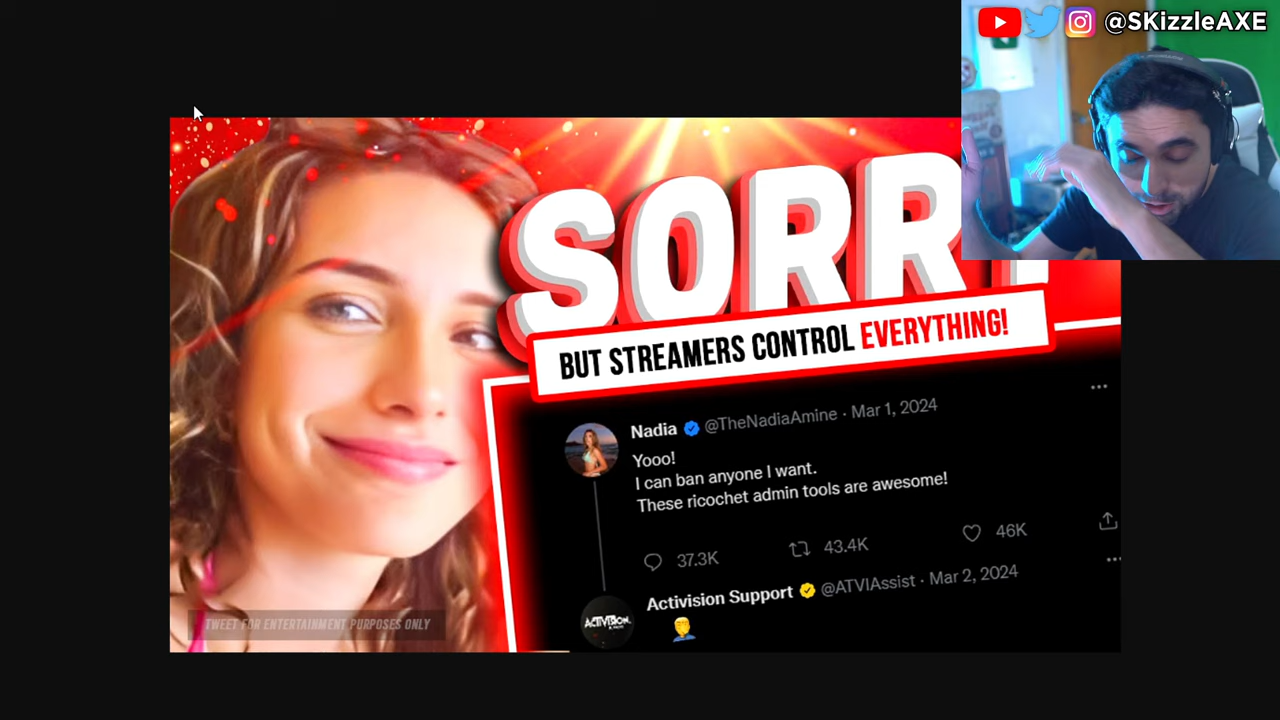 @SKizzleAXE
SORR
BUT STREAMERS CONTROL EVERYTHING!
Nadia @TheNadiaAmine · Mar 1, 2024
Yooo!
I can ban anyone I want.
These ricochet admin tools are awesome!
37.3K 43.4K 46K
Activision Support @ATVIAssist · Mar 2, 2024
ACTIVISION
TWEET FOR ENTERTAINMENT PURPOSES ONLY